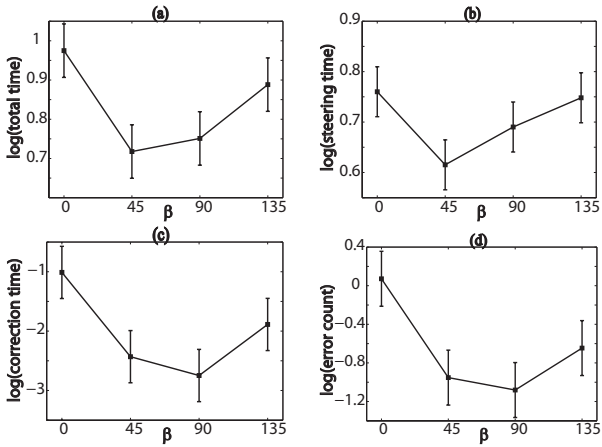 (a)
log(total time)
1
0.9
0.8
0.7
0
45
90
135
β
(b)
log(steering time)
0.9
0.8
0.7
0.6
0
45
90
135
β
(c)
log(correction time)
−1
−2
−3
0
45
90
135
β
(d)
log(error count)
0.4
0
−0.4
−0.8
−1.2
0
45
90
135
β